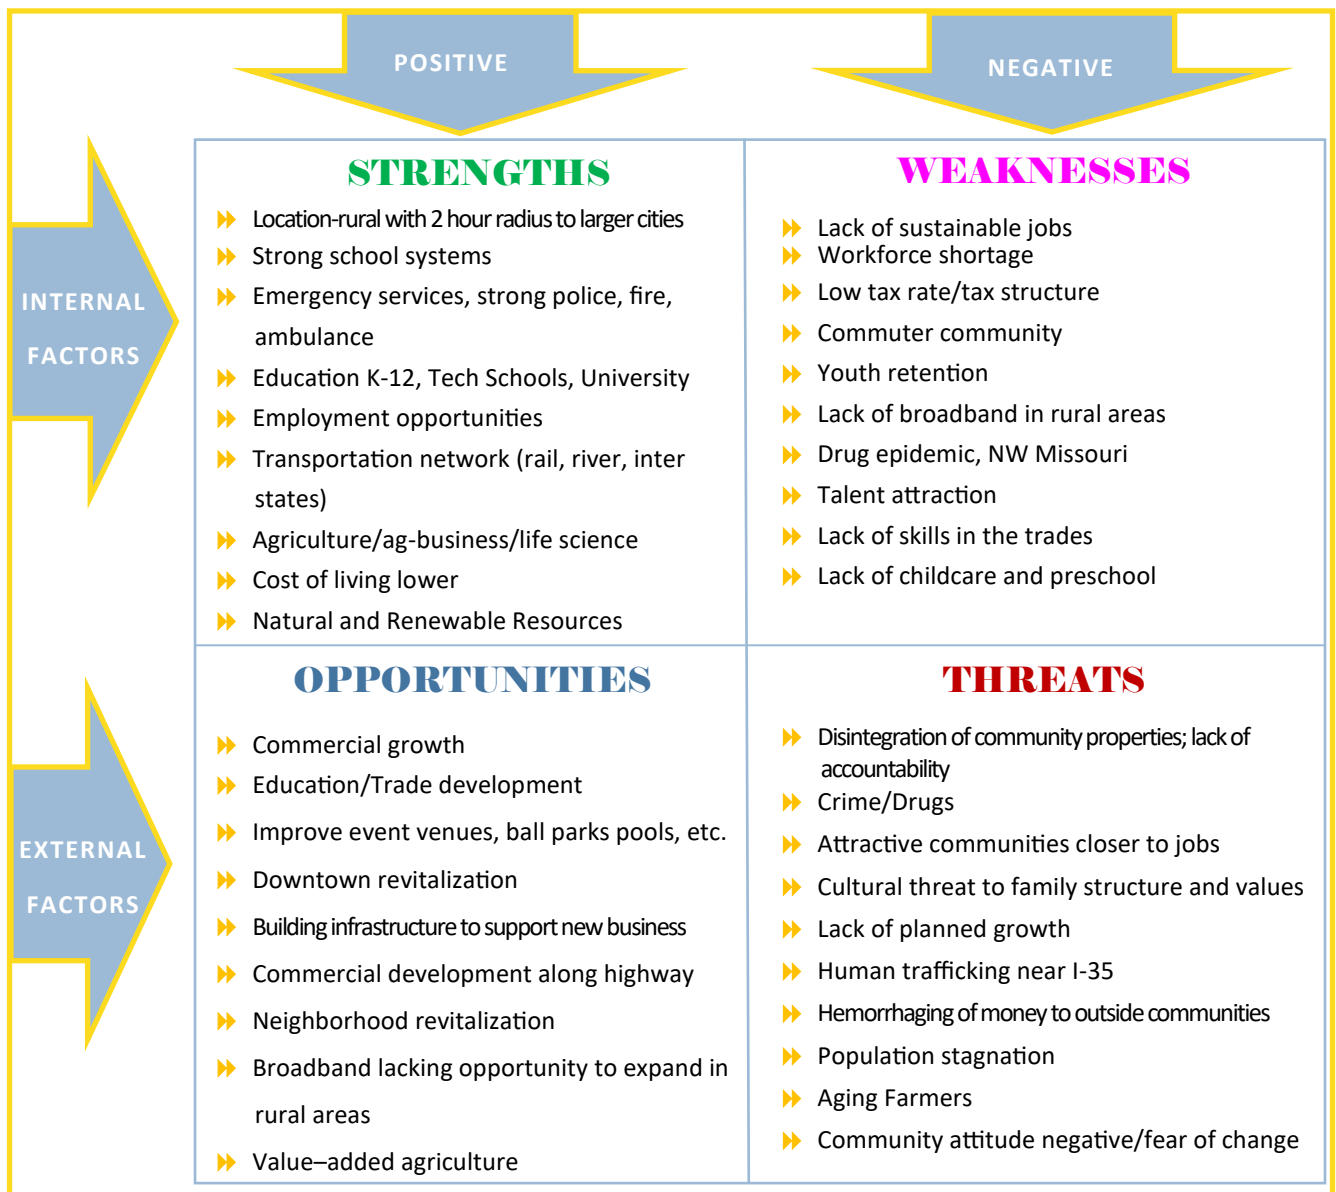 POSITIVE
NEGATIVE
INTERNAL
FACTORS
STRENGTHS
Location-rural with 2 hour radius to larger cities
Strong school systems
Emergency services, strong police, fire,
ambulance
Education K-12, Tech Schools, University
Employment opportunities
Transportation network (rail, river, inter
states)
Agriculture/ag-business/life science
Cost of living lower
Natural and Renewable Resources
WEAKNESSES
Lack of sustainable jobs
Workforce shortage
Low tax rate/tax structure
Commuter community
Youth retention
Lack of broadband in rural areas
Drug epidemic, NW Missouri
Talent attraction
Lack of skills in the trades
Lack of childcare and preschool
EXTERNAL
FACTORS
OPPORTUNITIES
Commercial growth
Education/Trade development
Improve event venues, ball parks pools, etc.
Downtown revitalization
Building infrastructure to support new business
Commercial development along highway
Neighborhood revitalization
Broadband lacking opportunity to expand in
rural areas
Value–added agriculture
THREATS
Disintegration of community properties; lack of
accountability
Crime/Drugs
Attractive communities closer to jobs
Cultural threat to family structure and values
Lack of planned growth
Human trafficking near I-35
Hemorrhaging of money to outside communities
Population stagnation
Aging Farmers
Community attitude negative/fear of change